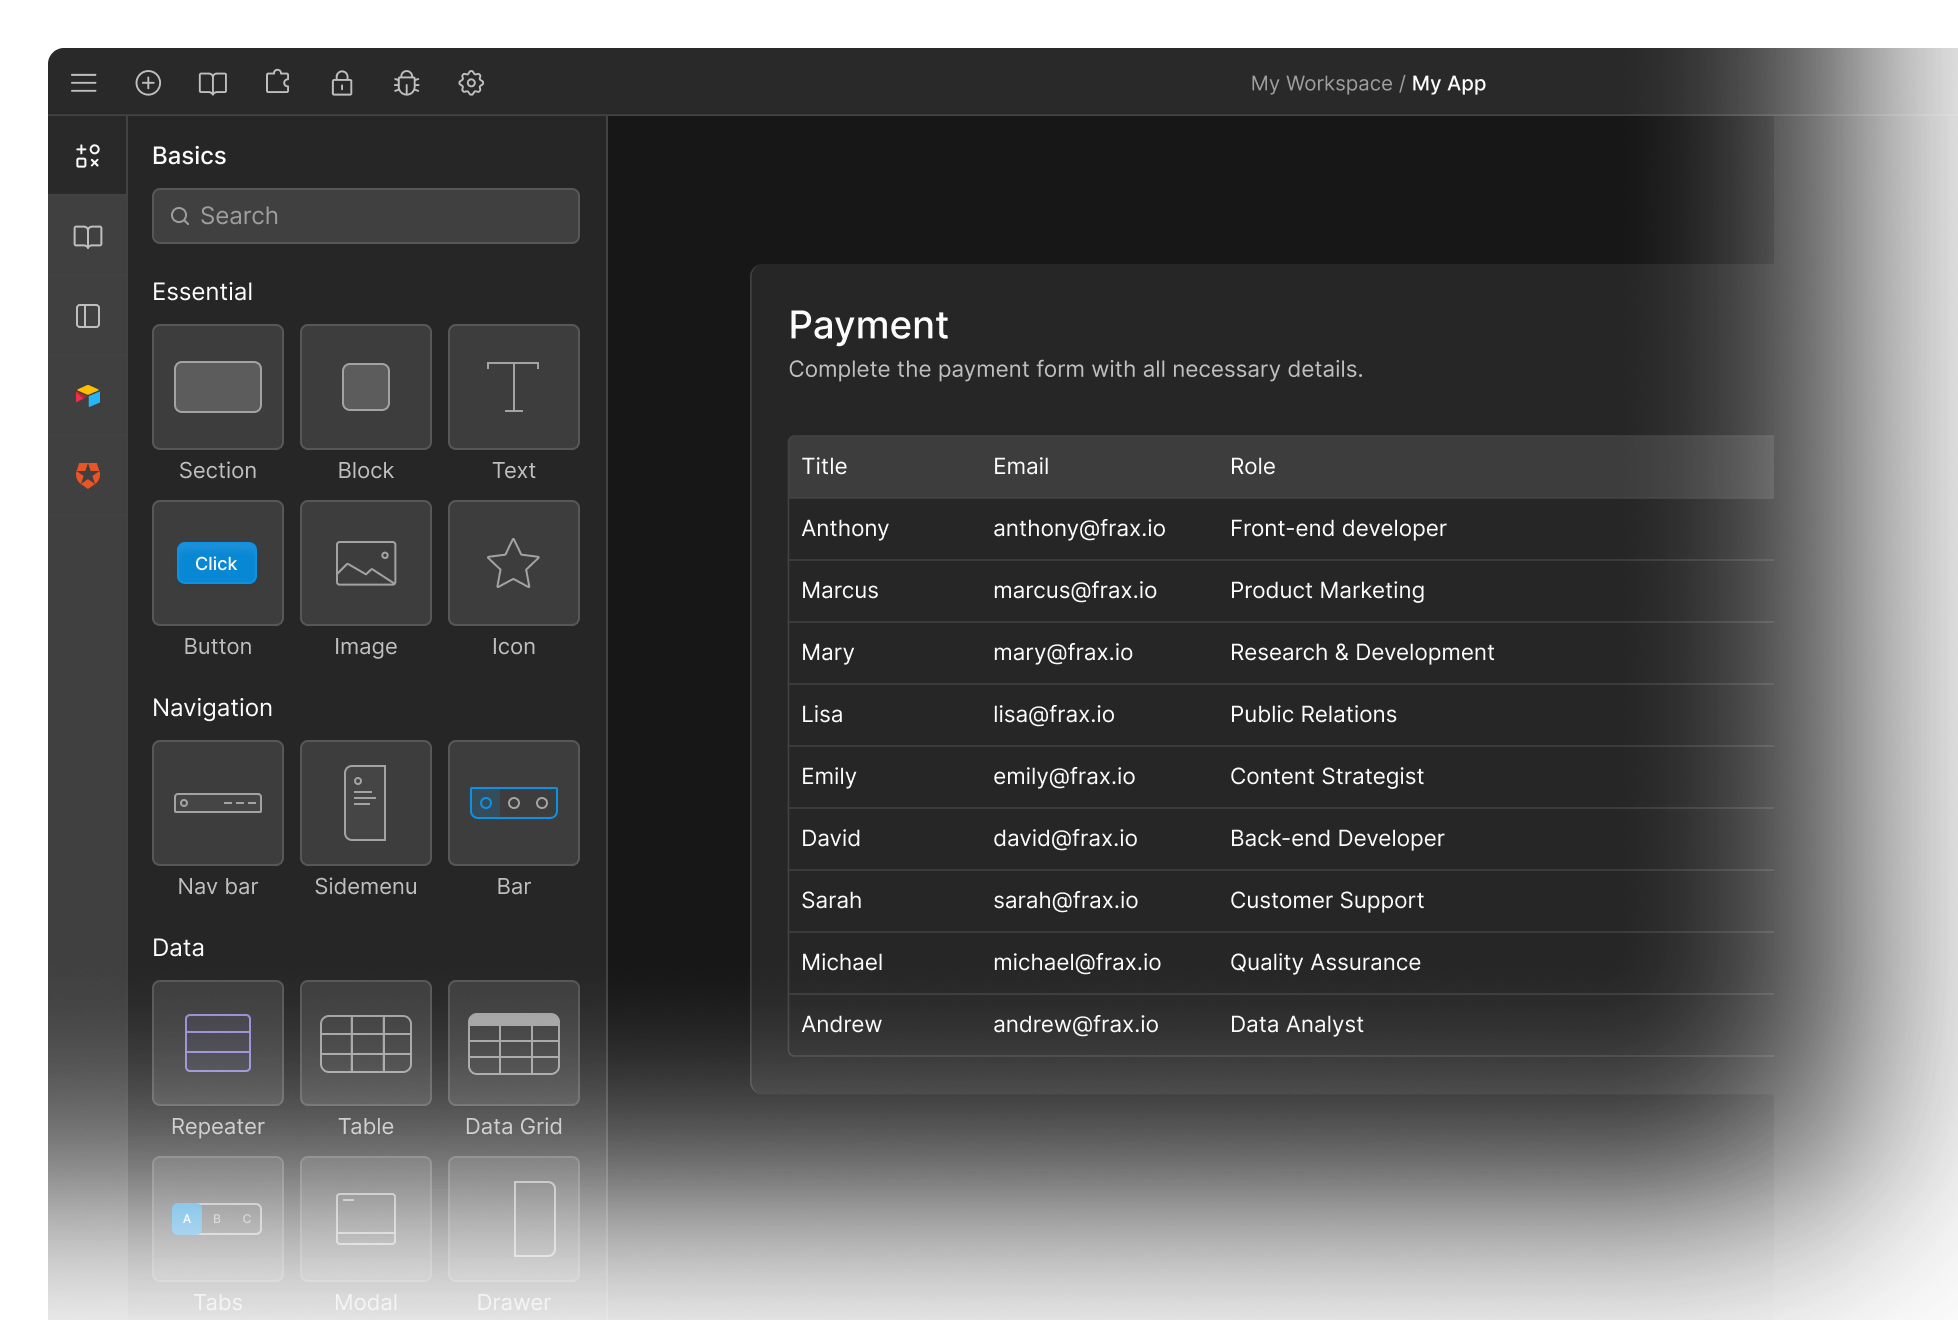 My Workspace / My App
Basics
Search
Essential
Section Block Text
Click
Button Image Icon
Navigation
Nav bar Sidemenu Bar
Data
Repeater Table Data Grid
A B C
Tabs Modal Drawer
Payment
Complete the payment form with all necessary details.
Title Email Role
Anthony anthony@frax.io Front-end developer
Marcus marcus@frax.io Product Marketing
Mary mary@frax.io Research & Development
Lisa lisa@frax.io Public Relations
Emily emily@frax.io Content Strategist
David david@frax.io Back-end Developer
Sarah sarah@frax.io Customer Support
Michael michael@frax.io Quality Assurance
Andrew andrew@frax.io Data Analyst